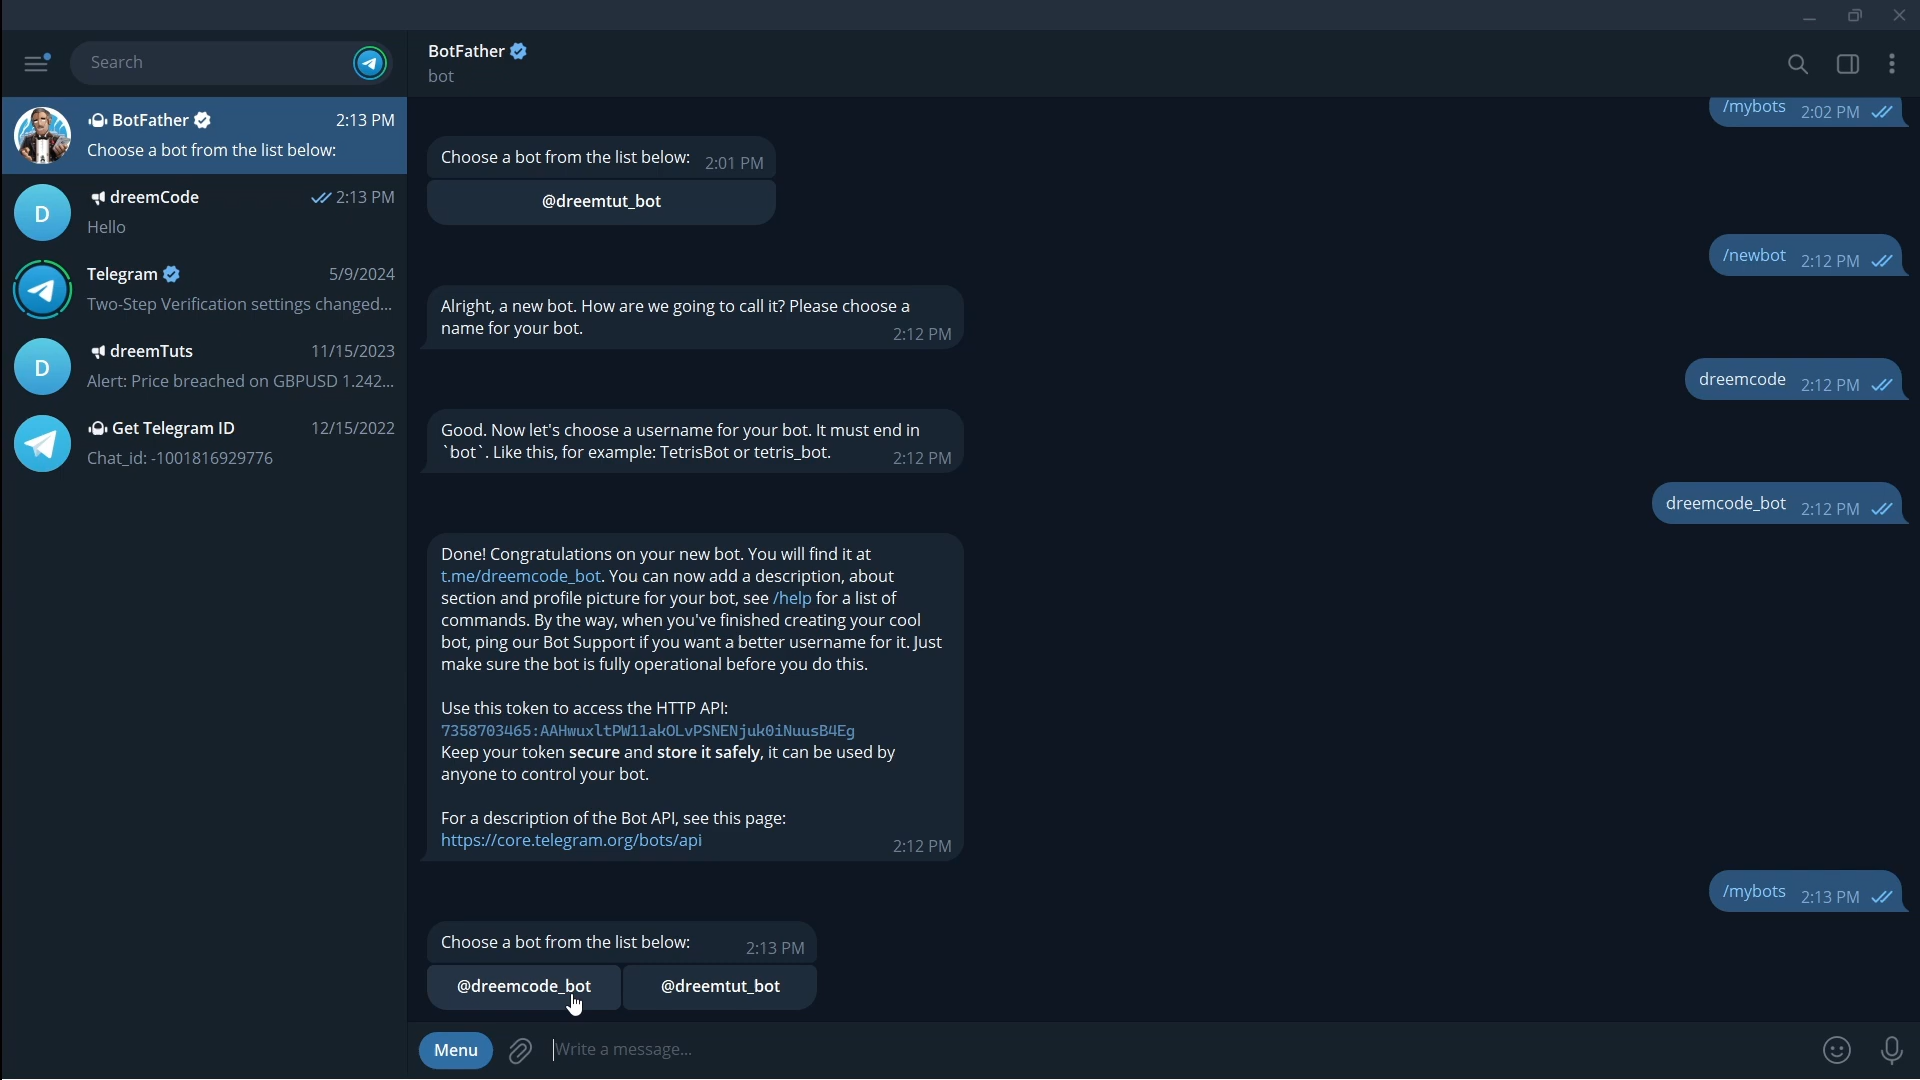 Search
BotFather
2:13 PM
Choose a bot from the list below:
D
dreemCode
2:13 PM
Hello
Telegram
5/9/2024
Two-Step Verification settings changed...
D
dreemTuts
11/15/2023
Alert: Price breached on GBPUSD 1.242...
Get Telegram ID
12/15/2022
Chat_id: -1001816929776
BotFather
bot
/mybots 2:02 PM
Choose a bot from the list below: 2:01 PM
@dreemtut_bot
/newbot 2:12 PM
Alright, a new bot. How are we going to call it? Please choose a
name for your bot. 2:12 PM
dreemcode 2:12 PM
Good. Now let's choose a username for your bot. It must end in
`bot`. Like this, for example: TetrisBot or tetris_bot. 2:12 PM
dreemcode_bot 2:12 PM
Done! Congratulations on your new bot. You will find it at
t.me/dreemcode_bot. You can now add a description, about
section and profile picture for your bot, see /help for a list of
commands. By the way, when you've finished creating your cool
bot, ping our Bot Support if you want a better username for it. Just
make sure the bot is fully operational before you do this.
Use this token to access the HTTP API:
7358703465:AAHwuxltPW11akOLvPSNENjuk0iNuusB4Eg
Keep your token secure and store it safely, it can be used by
anyone to control your bot.
For a description of the Bot API, see this page:
https://core.telegram.org/bots/api 2:12 PM
/mybots 2:13 PM
Choose a bot from the list below: 2:13 PM
@dreemcode_bot @dreemtut_bot
Menu
Write a message...